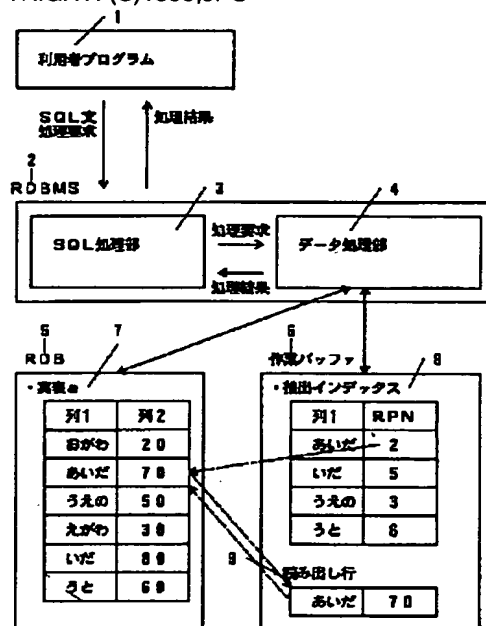 1
利用者プログラム
SQL文
処理要求
処理結果
2
RDBMS
3
4
SQL処理部
処理要求
処理結果
データ処理部
5
7
RDB
・実表a
列1 列2
おがわ 20
あいだ 70
うえの 50
えがわ 30
いだ 80
うと 60
6
8
作業バッファ
・抽出インデックス
列1 RPN
あいだ 2
いだ 5
うえの 3
うと 6
9
読み出し行
あいだ 70